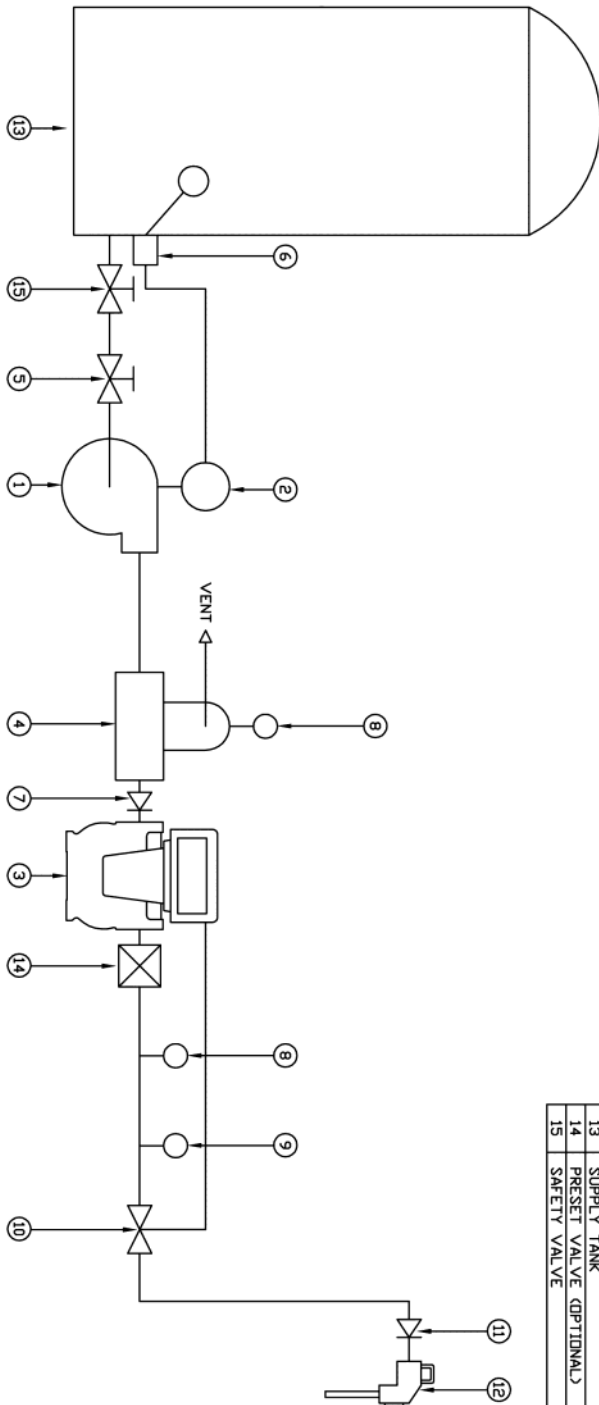 13 SUPPLY TANK
14 PRESET VALVE (OPTIONAL)
15 SAFETY VALVE
11 12
8
6 2 8 9
VENT
13 15 5 1 4 7 3 14 10